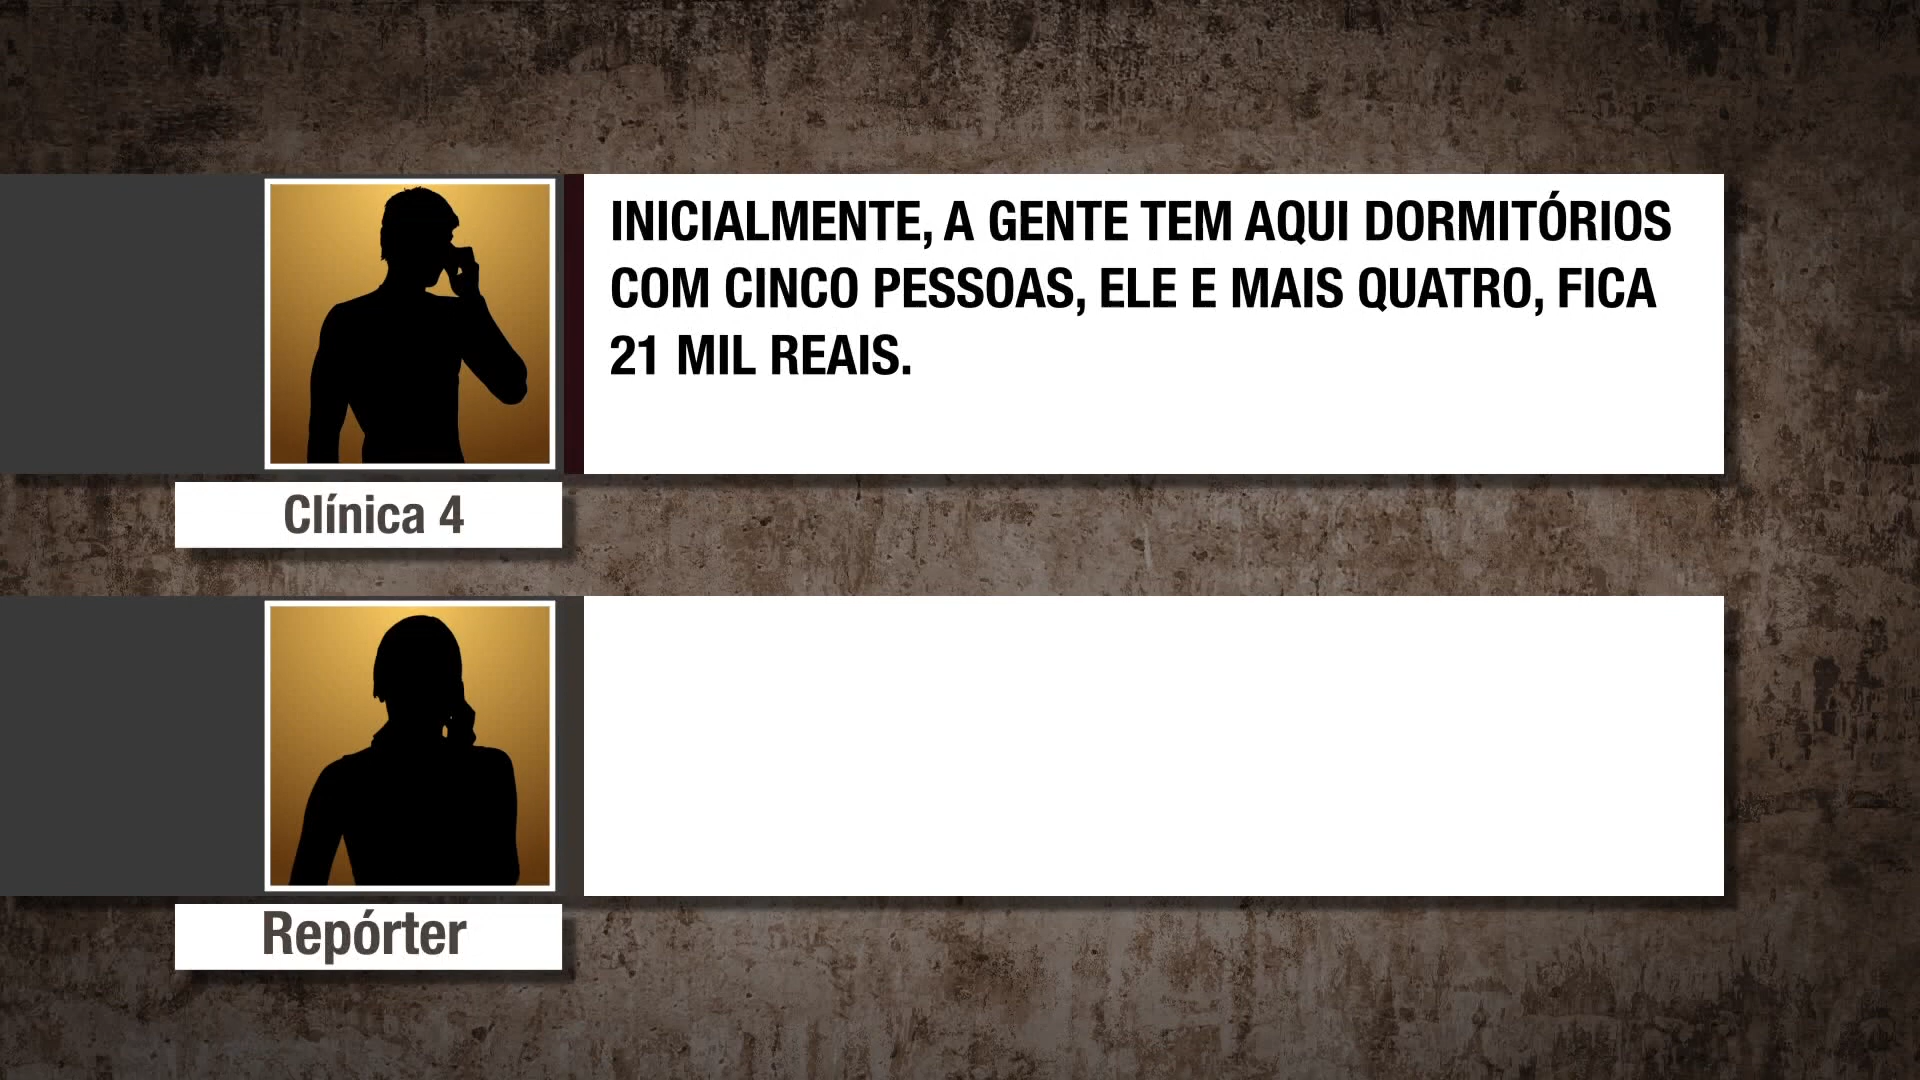 INICIALMENTE, A GENTE TEM AQUI DORMITÓRIOS
COM CINCO PESSOAS, ELE E MAIS QUATRO, FICA
21 MIL REAIS.
Clínica 4
Repórter